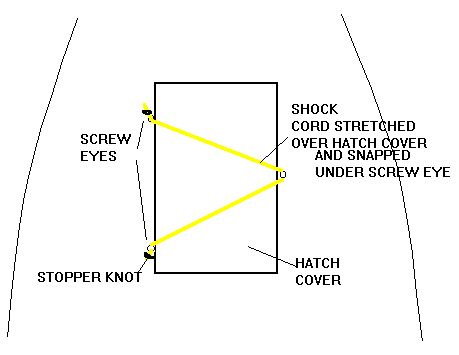 SHOCK
CORD STRETCHED
OVER HATCH COVER
AND SNAPPED
UNDER SCREW EYE
SCREW
EYES
STOPPER KNOT
HATCH
COVER